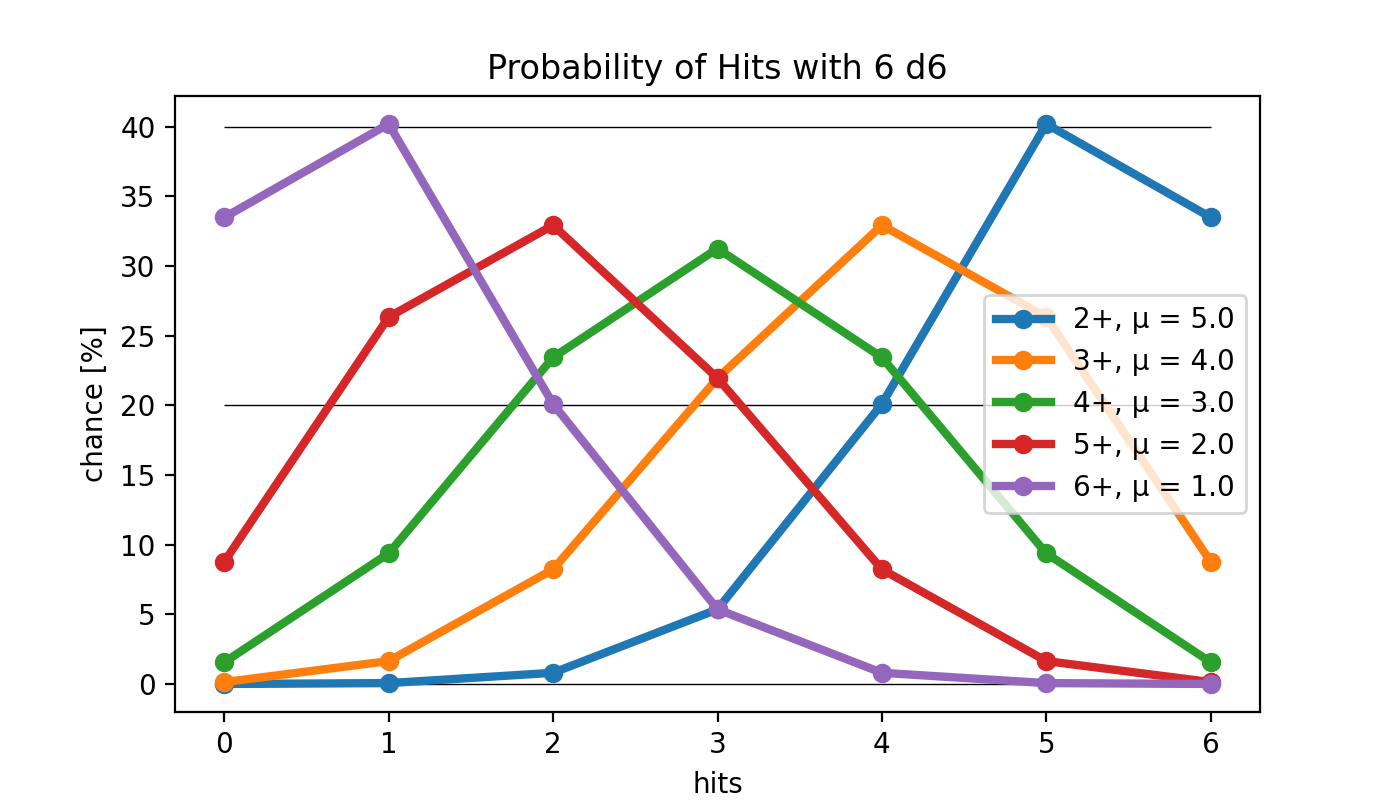 Probability of Hits with 6 d6
chance [%]
40
35
30
25
20
15
10
5
0
2+, μ = 5.0
3+, μ = 4.0
4+, μ = 3.0
5+, μ = 2.0
6+, μ = 1.0
0 1 2 3 4 5 6
hits